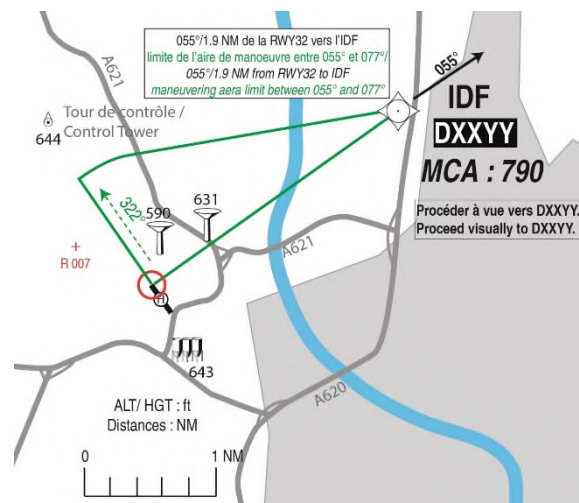 055°/1.9 NM de la RWY32 vers l'IDF
limite de l'aire de manoeuvre entre 055° et 077°/
055°/1.9 NM from RWY32 to IDF
maneuvering aera limit between 055° and 077°
A621
055°
IDF
DXXYY
MCA : 790
Procéder à vue vers DXXYY.
Proceed visually to DXXYY.
Tour de contrôle /
Control Tower
644
322°
590
631
R 007
A621
H
643
A620
ALT/ HGT : ft
Distances : NM
0
1 NM